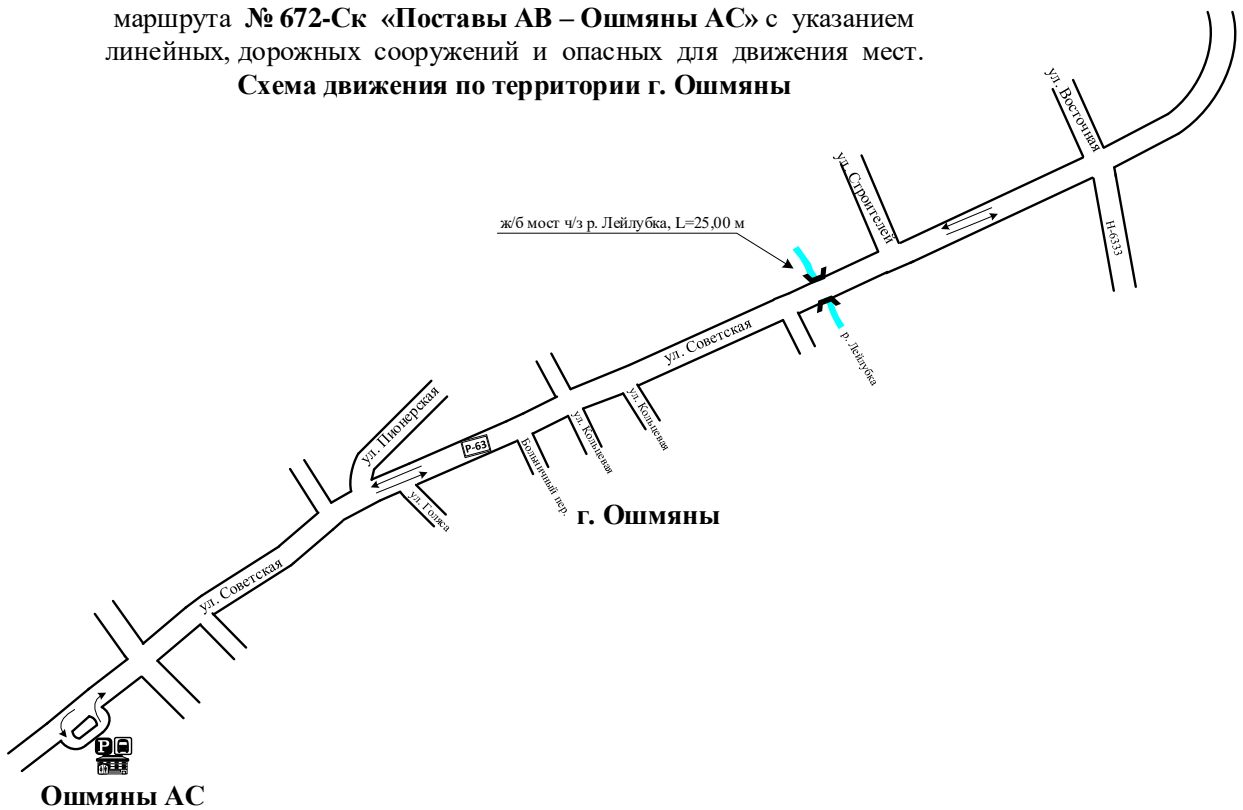 маршрута № 672-Ск «Поставы АВ – Ошмяны АС» с указанием
линейных, дорожных сооружений и опасных для движения мест.
Схема движения по территории г. Ошмяны
ул. Восточная
ул. Строителей
ж/б мост ч/з р. Лейлубка, L=25,00 м
Н-6333
ул. Советская
р. Лейлубка
ул. Пионерская
ул. Кольцевая
ул. Кольцевая
Р-63
Больничный пер.
ул. Голяса
г. Ошмяны
ул. Советская
P
Ошмяны АС